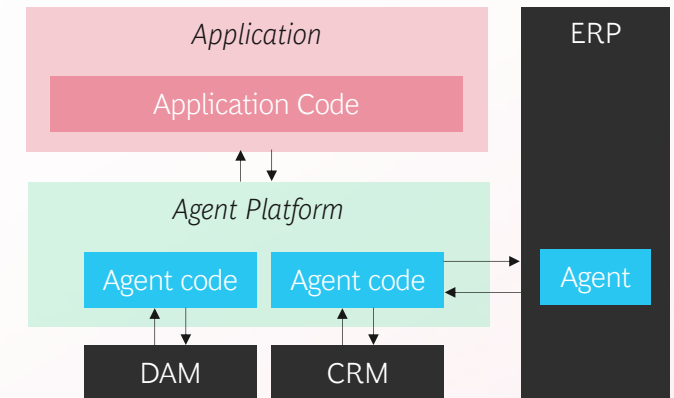 Application
ERP
Application Code
Agent Platform
Agent code
Agent code
Agent
DAM
CRM